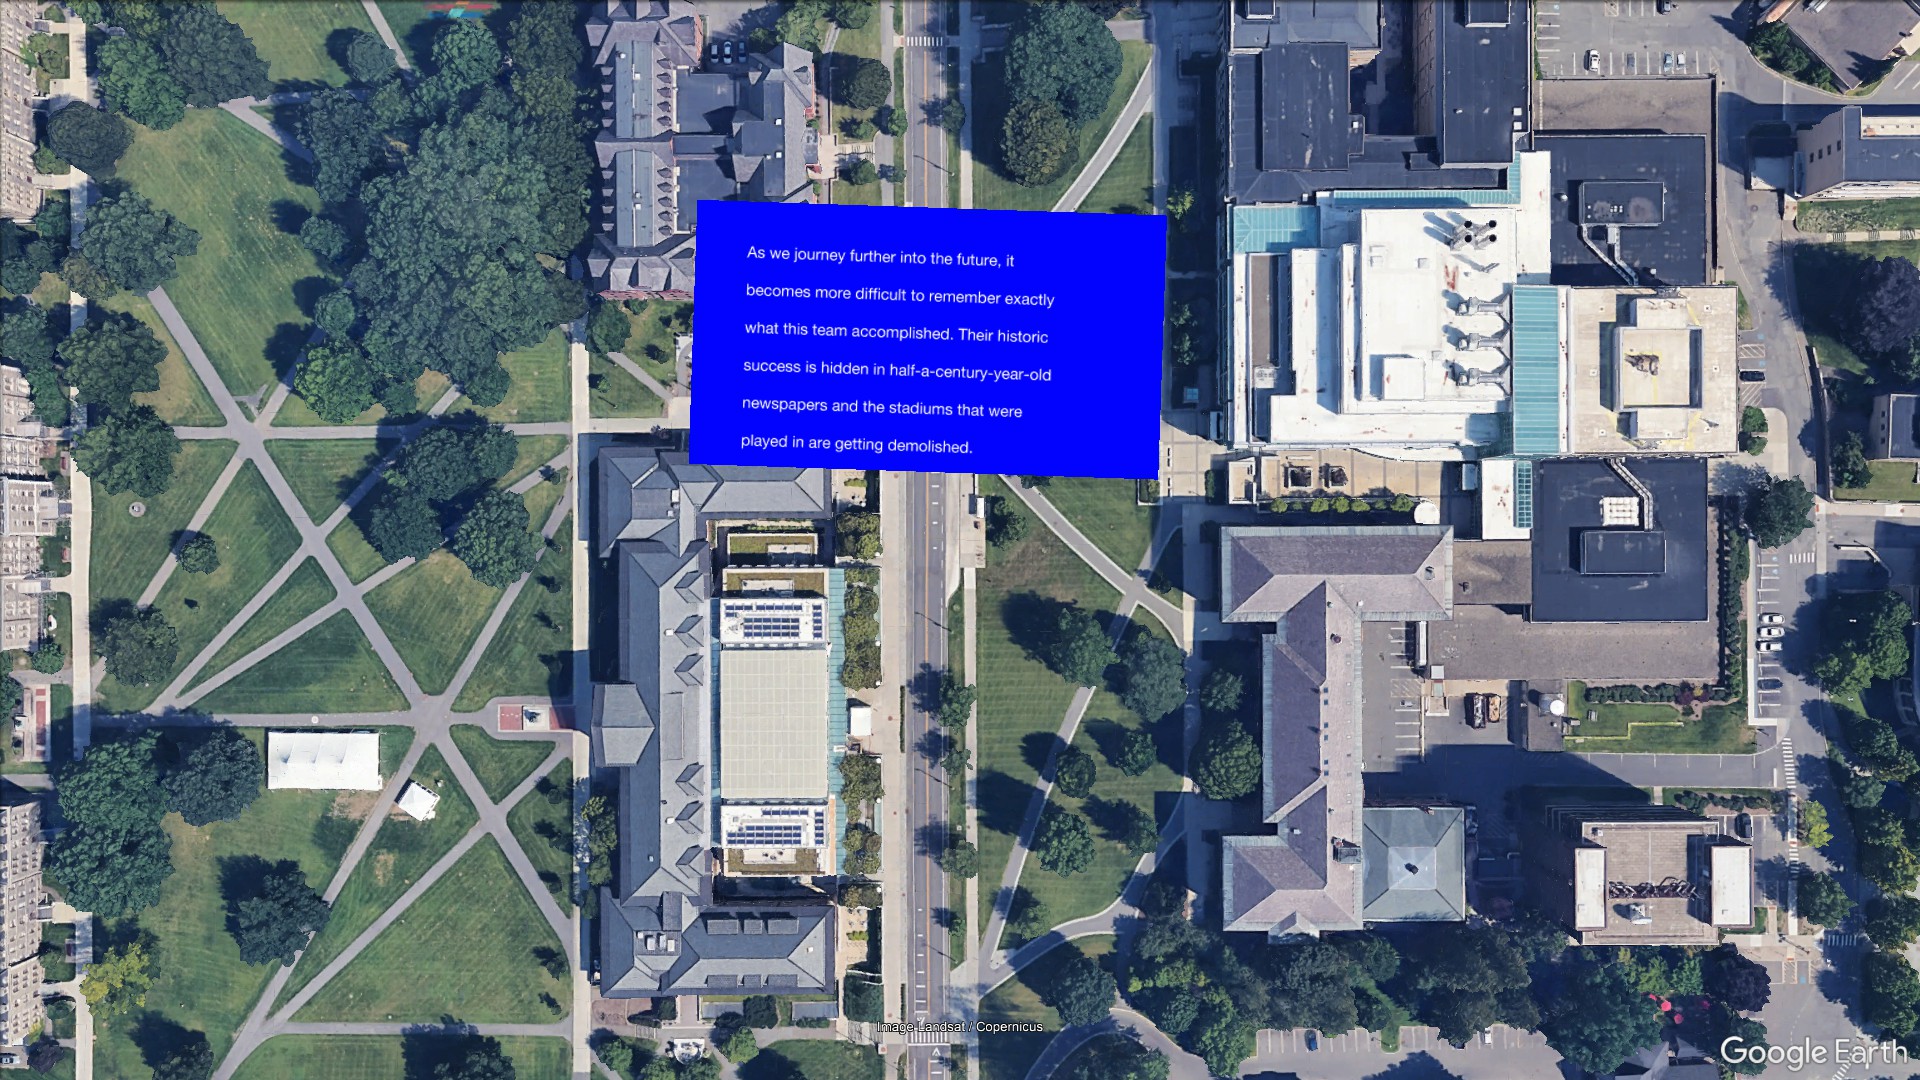 As we journey further into the future, it
becomes more difficult to remember exactly
what this team accomplished. Their historic
success is hidden in half-a-century-year-old
newspapers and the stadiums that were
played in are getting demolished.
Image Landsat / Copernicus
Google Earth